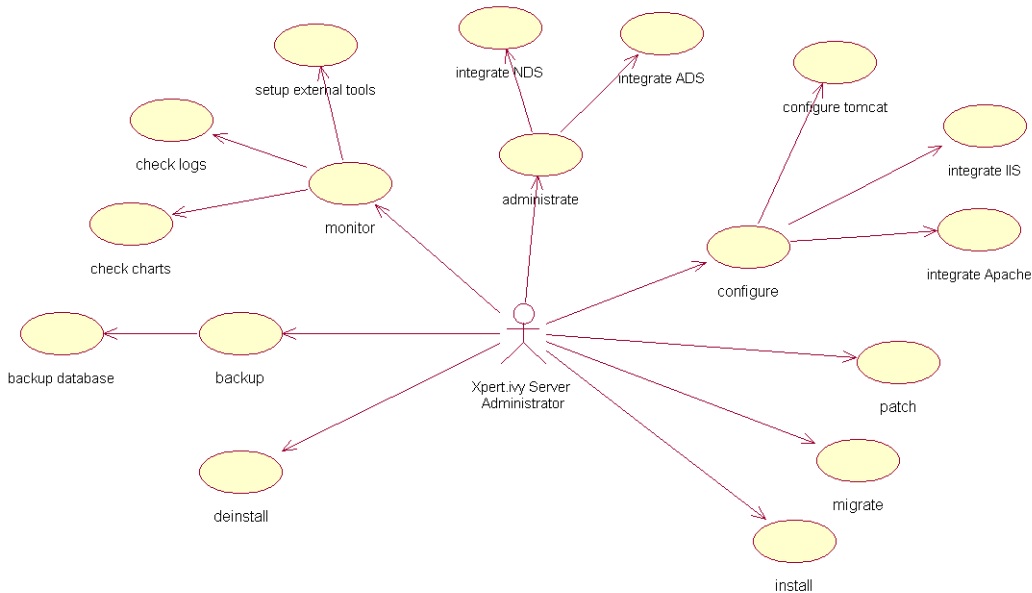 integrate NDS
integrate ADS
setup external tools
configure tomcat
check logs
integrate IIS
administrate
monitor
check charts
integrate Apache
configure
backup database
backup
Xpert.ivy Server
Administrator
patch
deinstall
migrate
install